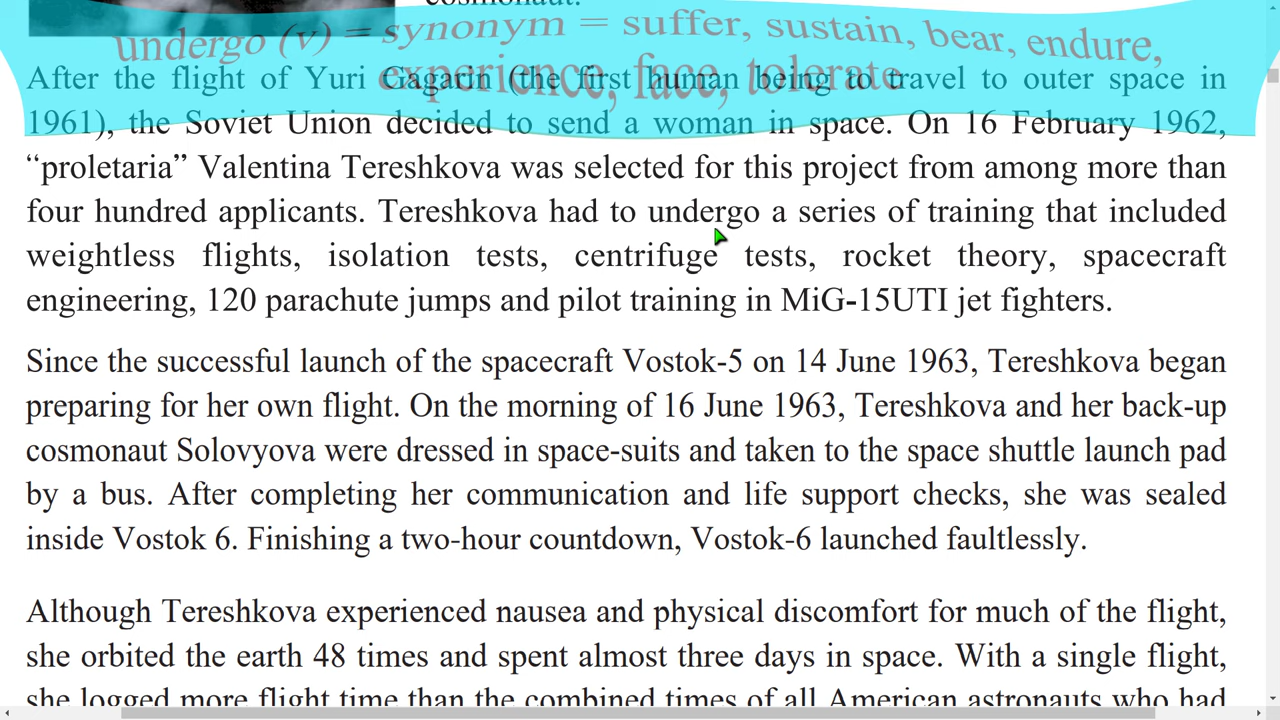 cosmonaut.
undergo (v) = synonym = suffer, sustain, bear, endure,
experience, face, tolerate
After the flight of Yuri Gagarin (the first human being to travel to outer space in
1961), the Soviet Union decided to send a woman in space. On 16 February 1962,
“proletaria” Valentina Tereshkova was selected for this project from among more than
four hundred applicants. Tereshkova had to undergo a series of training that included
weightless flights, isolation tests, centrifuge tests, rocket theory, spacecraft
engineering, 120 parachute jumps and pilot training in MiG-15UTI jet fighters.
Since the successful launch of the spacecraft Vostok-5 on 14 June 1963, Tereshkova began
preparing for her own flight. On the morning of 16 June 1963, Tereshkova and her back-up
cosmonaut Solovyova were dressed in space-suits and taken to the space shuttle launch pad
by a bus. After completing her communication and life support checks, she was sealed
inside Vostok 6. Finishing a two-hour countdown, Vostok-6 launched faultlessly.
Although Tereshkova experienced nausea and physical discomfort for much of the flight,
she orbited the earth 48 times and spent almost three days in space. With a single flight,
she logged more flight time than the combined times of all American astronauts who had